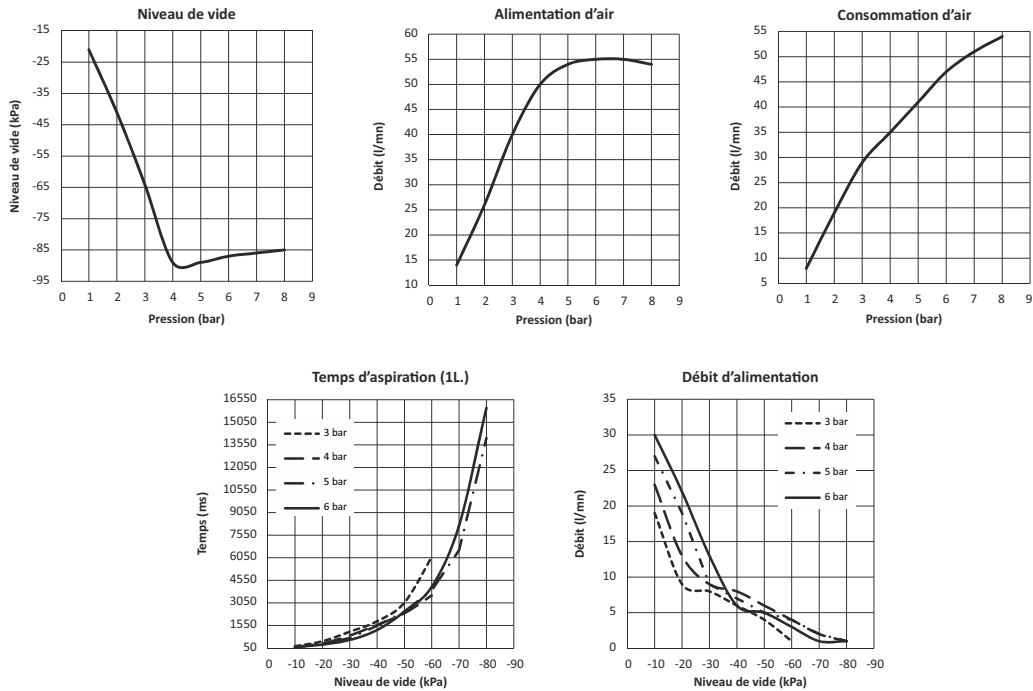 Niveau de vide
-15
-25
-35
-45
-55
-65
-75
-85
-95
Niveau de vide (kPa)
0 1 2 3 4 5 6 7 8 9
Pression (bar)
Alimentation d'air
60
55
50
45
40
35
30
25
20
15
10
Débit (l/mn)
0 1 2 3 4 5 6 7 8 9
Pression (bar)
Consommation d'air
55
50
45
40
35
30
25
20
15
10
5
Débit (l/mn)
0 1 2 3 4 5 6 7 8 9
Pression (bar)
Temps d'aspiration (1L.)
16550
15050
13550
12050
10550
9050
7550
6050
4550
3050
1550
50
Temps (ms)
3 bar
4 bar
5 bar
6 bar
0 -10 -20 -30 -40 -50 -60 -70 -80 -90
Niveau de vide (kPa)
Débit d'alimentation
35
30
25
20
15
10
5
0
Débit (l/mn)
3 bar
4 bar
5 bar
6 bar
0 -10 -20 -30 -40 -50 -60 -70 -80 -90
Niveau de vide (kPa)